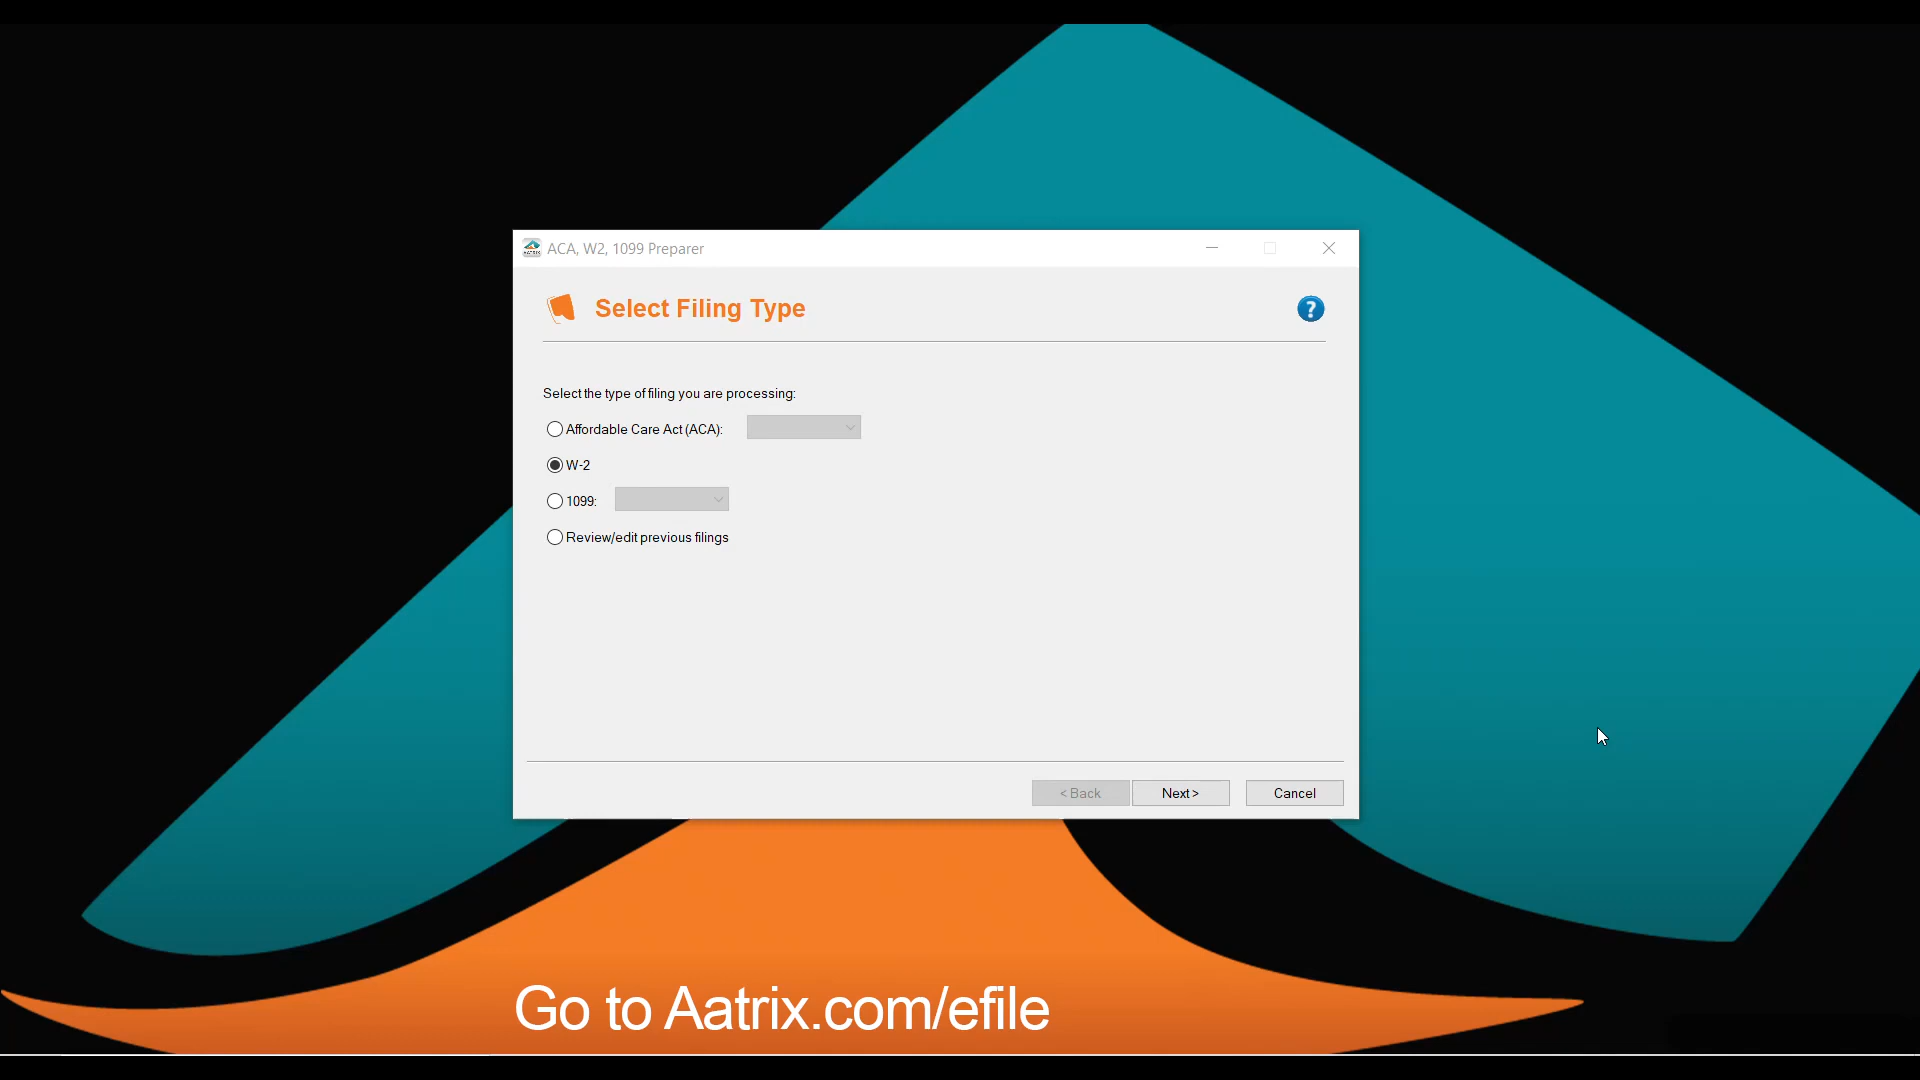 ACA, W2, 1099 Preparer
Select Filing Type
?
Select the type of filing you are processing:
Affordable Care Act (ACA):
W-2
1099:
Review/edit previous filings
< Back
Next >
Cancel
Go to Aatrix.com/efile